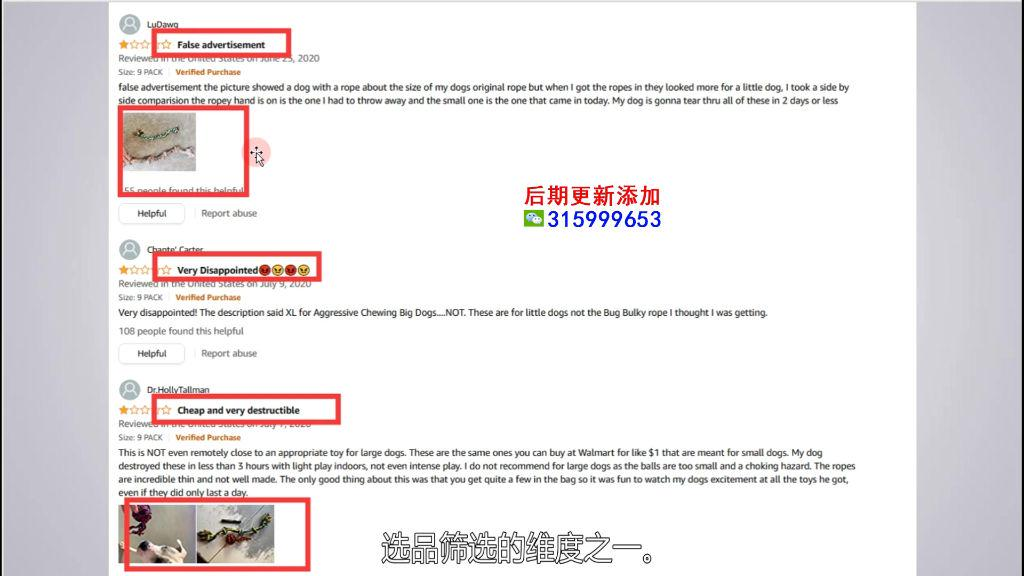 LuDawg
False advertisement
Reviewed in the United States on June 25, 2020
Size: 9 PACK | Verified Purchase
false advertisement the picture showed a dog with a rope about the size of my dogs original rope but when I got the ropes in they looked more for a little dog, I took a side by
side comparision the ropey hand is on is the one I had to throw away and the small one is the one that came in today. My dog is gonna tear thru all of these in 2 days or less
55 people found this helpful
Helpful | Report abuse
后期更新添加
315999653
Chante' Carter
Very Disappointed😡😠😡😠
Reviewed in the United States on July 9, 2020
Size: 9 PACK | Verified Purchase
Very disappointed! The description said XL for Aggressive Chewing Big Dogs....NOT. These are for little dogs not the Bug Bulky rope I thought I was getting.
108 people found this helpful
Helpful | Report abuse
Dr.HollyTallman
Cheap and very destructible
Reviewed in the United States on July 7, 2020
Size: 9 PACK | Verified Purchase
This is NOT even remotely close to an appropriate toy for large dogs. These are the same ones you can buy at Walmart for like $1 that are meant for small dogs. My dog
destroyed these in less than 3 hours with light play indoors, not even intense play. I do not recommend for large dogs as the balls are too small and a choking hazard. The ropes
are incredible thin and not well made. The only good thing about this was that you get quite a few in the bag so it was fun to watch my dogs excitement at all the toys he got,
even if they did only last a day.
选品筛选的维度之一。